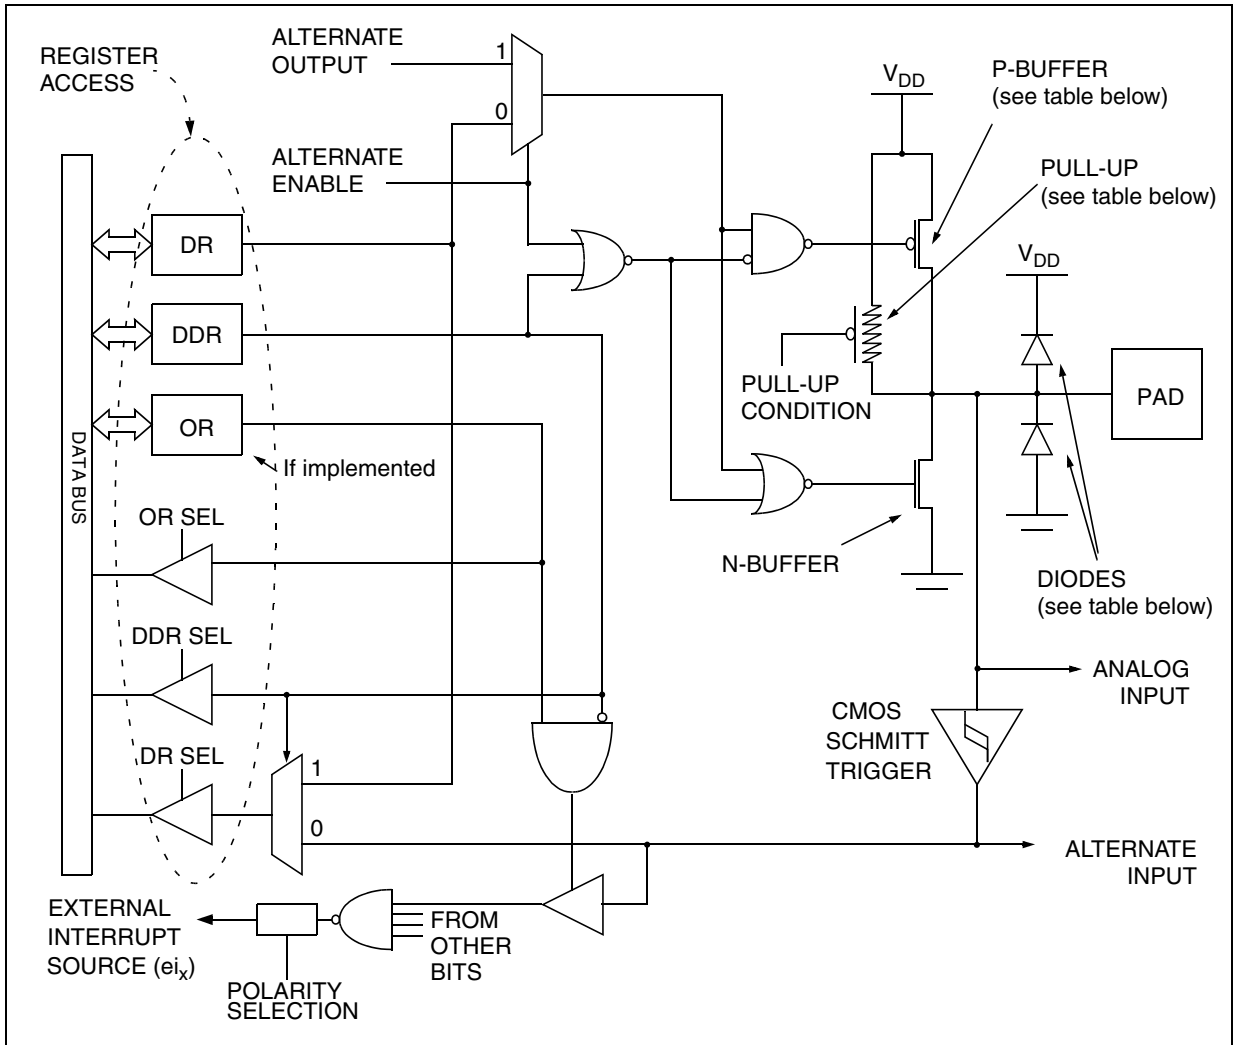 REGISTER
ACCESS
ALTERNATE
OUTPUT
1
0
ALTERNATE
ENABLE
VDD
P-BUFFER
(see table below)
PULL-UP
(see table below)
DR
DDR
OR
If implemented
DATA BUS
VDD
PULL-UP
CONDITION
PAD
OR SEL
N-BUFFER
DIODES
(see table below)
DDR SEL
ANALOG
INPUT
CMOS
SCHMITT
TRIGGER
DR SEL
1
0
ALTERNATE
INPUT
EXTERNAL
INTERRUPT
SOURCE (eix)
FROM
OTHER
BITS
POLARITY
SELECTION